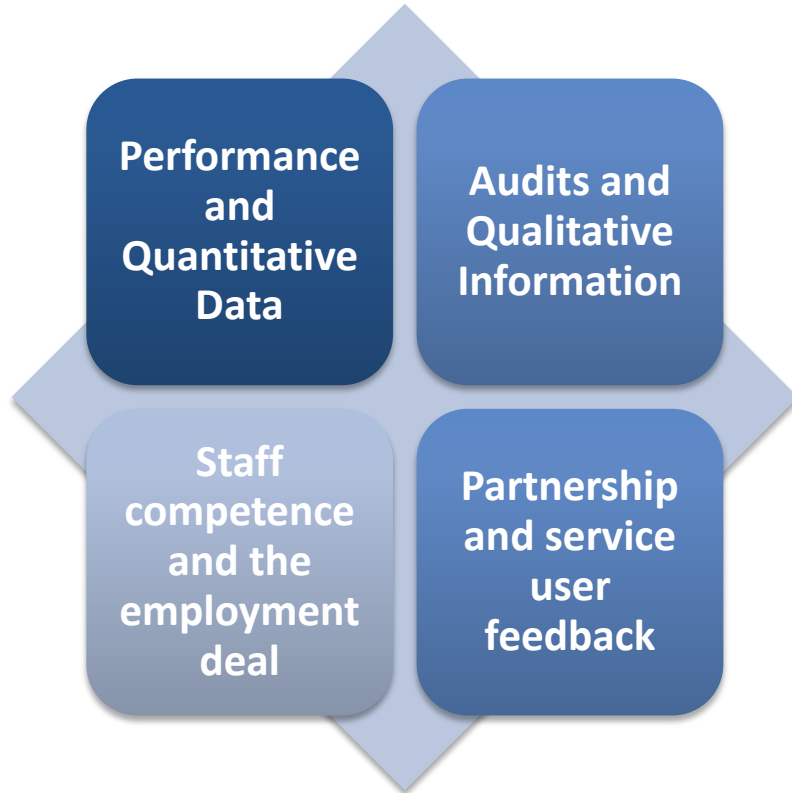 Performance
and
Quantitative
Data
Audits and
Qualitative
Information
Staff
competence
and the
employment
deal
Partnership
and service
user
feedback